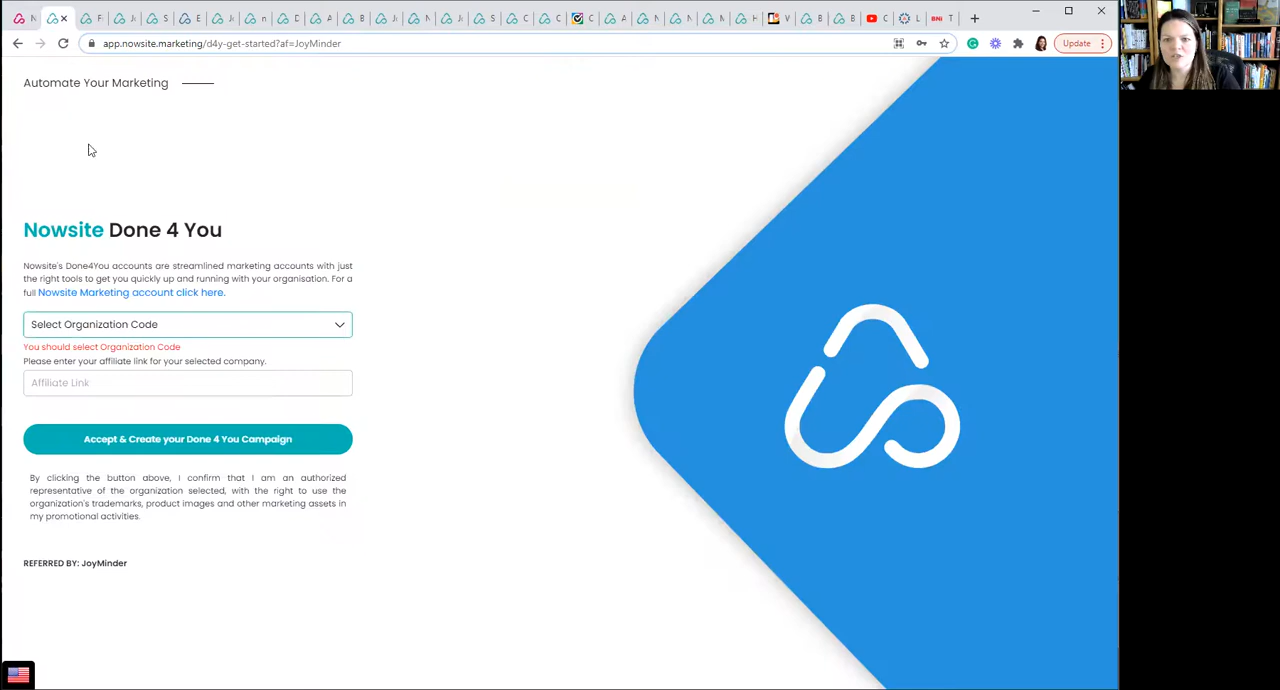 app.nowsite.marketing/d4y-get-started?af=JoyMinder
Update
Automate Your Marketing
Nowsite Done 4 You
Nowsite's Done4You accounts are streamlined marketing accounts with just
the right tools to get you quickly up and running with your organisation. For a
full Nowsite Marketing account click here.
Select Organization Code
You should select Organization Code
Please enter your affiliate link for your selected company.
Affiliate Link
Accept & Create your Done 4 You Campaign
By clicking the button above, I confirm that I am an authorized
representative of the organization selected, with the right to use the
organization's trademarks, product images and other marketing assets in
my promotional activities.
REFERRED BY: JoyMinder